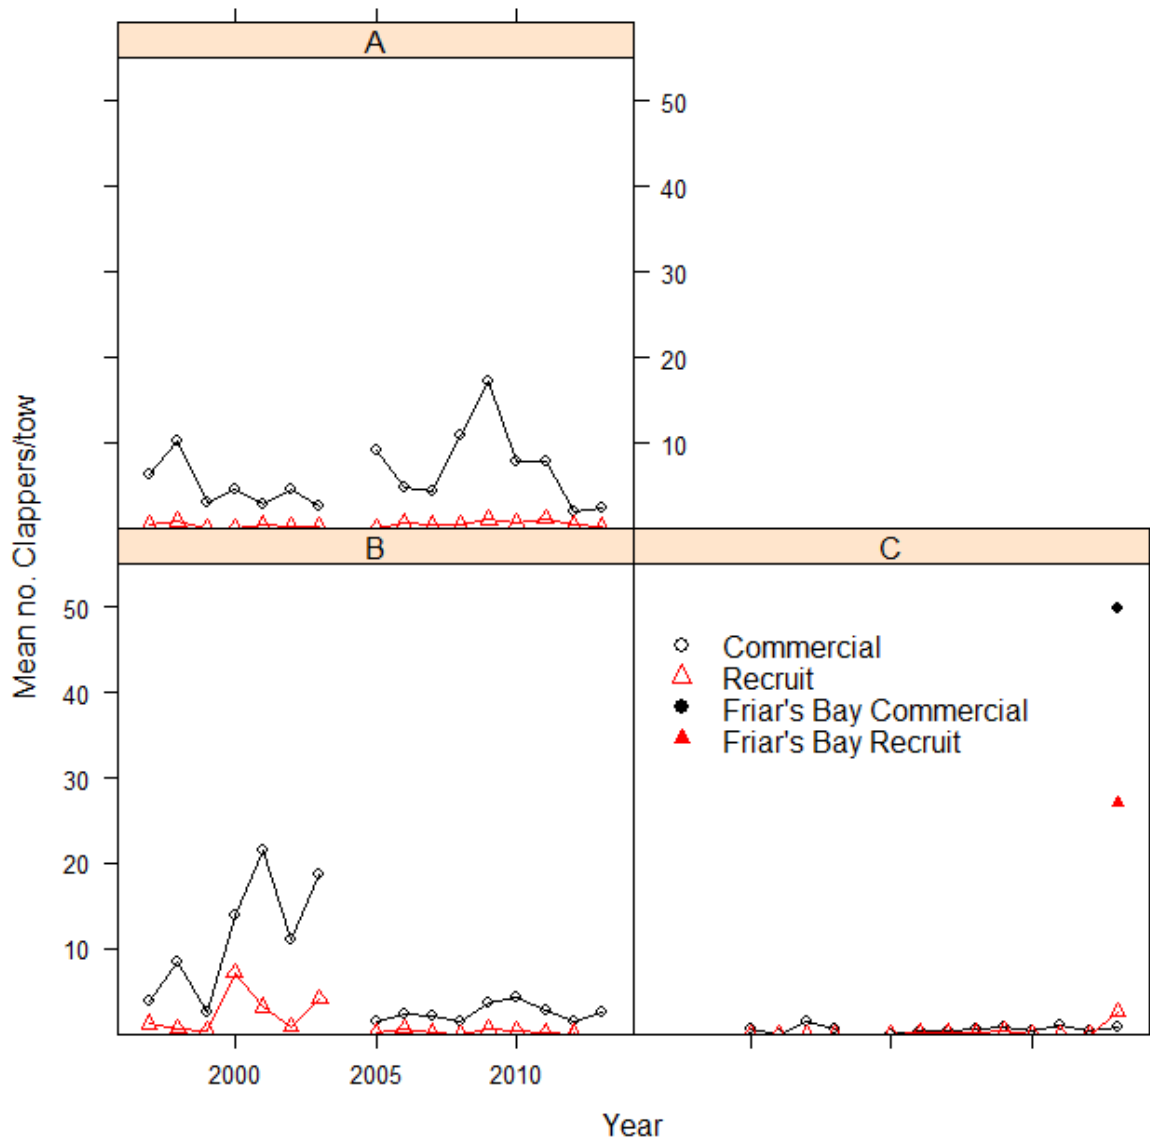 A
50
40
30
20
10
Mean no. Clappers/tow
B
C
50
40
30
20
10
Commercial
Recruit
Friar's Bay Commercial
Friar's Bay Recruit
2000 2005 2010
Year